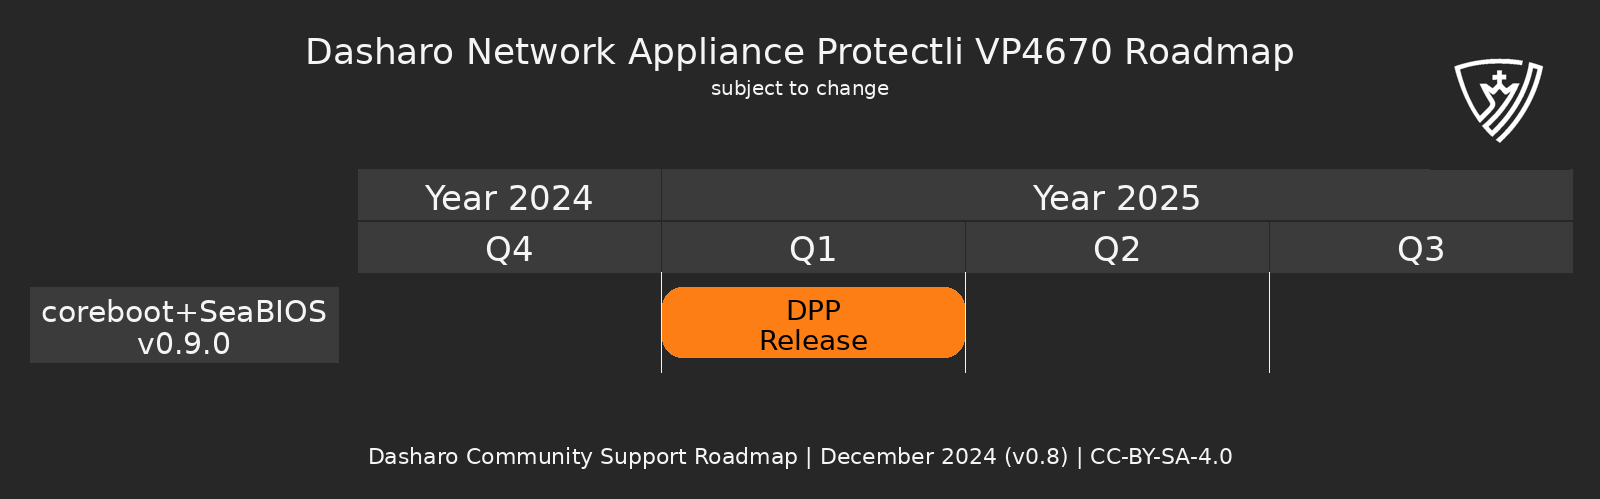 Dasharo Network Appliance Protectli VP4670 Roadmap
subject to change
Year 2024 Year 2025
Q4 Q1 Q2 Q3
coreboot+SeaBIOS
v0.9.0
DPP
Release
Dasharo Community Support Roadmap | December 2024 (v0.8) | CC-BY-SA-4.0